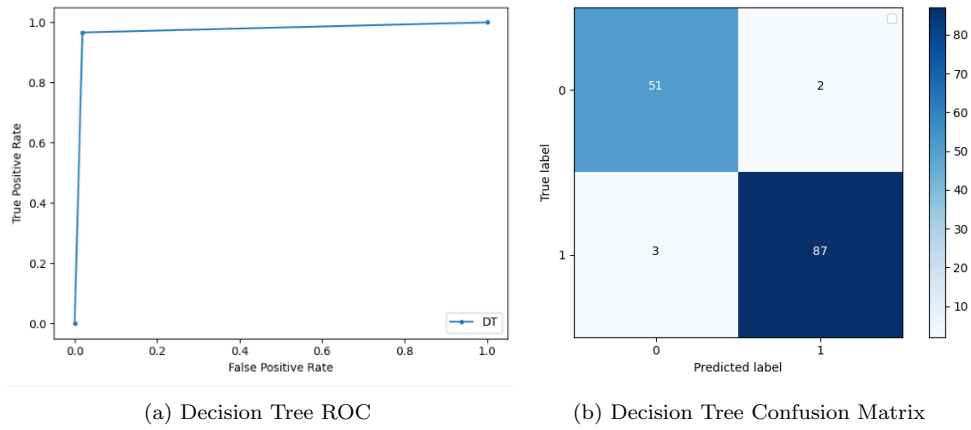 1.0
0.8
0.6
0.4
0.2
0.0
True Positive Rate
DT
0.0 0.2 0.4 0.6 0.8 1.0
False Positive Rate
(a) Decision Tree ROC
0
1
True label
51 2
3 87
0 1
Predicted label
80
70
60
50
40
30
20
10
(b) Decision Tree Confusion Matrix